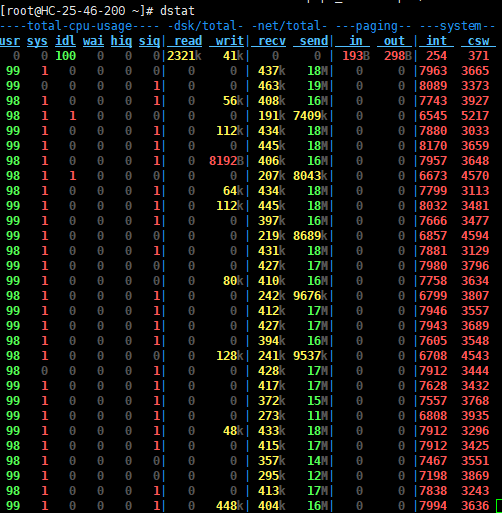 [root@HC-25-46-200 ~]# dstat
----total-cpu-usage---- -dsk/total- -net/total- ---paging-- ---system--
usr sys idl wai hiq siq| read writ| recv send| in out | int csw
0 0 100 0 0 0|2321k 41k| 0 0 | 193B 298B| 254 371
99 1 0 0 0 0| 0 0 | 437k 18M| 0 0 |7963 3665
99 1 0 0 0 1| 0 0 | 463k 19M| 0 0 |8089 3373
98 1 0 0 0 1| 0 56k| 408k 16M| 0 0 |7743 3927
98 1 1 0 0 0| 0 0 | 191k 7409k| 0 0 |6545 5217
99 1 0 0 0 1| 0 112k| 434k 18M| 0 0 |7880 3033
99 1 0 0 0 1| 0 0 | 445k 18M| 0 0 |8170 3659
98 1 0 0 0 1| 0 8192B| 406k 16M| 0 0 |7957 3648
98 1 1 0 0 0| 0 0 | 207k 8043k| 0 0 |6673 4570
98 1 0 0 0 1| 0 64k| 434k 18M| 0 0 |7799 3113
99 1 0 0 0 1| 0 112k| 445k 18M| 0 0 |8032 3481
99 1 0 0 0 1| 0 0 | 397k 16M| 0 0 |7666 3477
99 1 0 0 0 0| 0 0 | 219k 8689k| 0 0 |6857 4594
98 1 0 0 0 1| 0 0 | 431k 18M| 0 0 |7881 3129
99 1 0 0 0 0| 0 0 | 427k 17M| 0 0 |7980 3796
99 1 0 0 0 0| 0 80k| 410k 16M| 0 0 |7758 3634
98 1 0 0 0 1| 0 0 | 242k 9676k| 0 0 |6799 3807
98 1 0 0 0 1| 0 0 | 412k 17M| 0 0 |7946 3557
99 1 0 0 0 1| 0 0 | 427k 17M| 0 0 |7943 3689
98 1 0 0 0 1| 0 0 | 394k 16M| 0 0 |7605 3548
99 1 0 0 0 0| 0 128k| 241k 9537k| 0 0 |6708 4543
98 1 0 0 0 1| 0 0 | 428k 17M| 0 0 |7912 3444
99 1 0 0 0 1| 0 0 | 417k 17M| 0 0 |7628 3432
98 1 0 0 0 1| 0 0 | 372k 15M| 0 0 |7557 3768
99 1 0 0 0 1| 0 0 | 273k 11M| 0 0 |6808 3935
99 1 0 0 0 1| 0 48k| 433k 18M| 0 0 |7912 3296
98 1 0 0 0 1| 0 0 | 415k 17M| 0 0 |7912 3425
98 1 0 0 0 0| 0 0 | 357k 14M| 0 0 |7467 3551
99 1 0 0 0 0| 0 0 | 295k 12M| 0 0 |7198 3869
98 1 0 0 0 1| 0 0 | 413k 17M| 0 0 |7838 3243
99 1 0 0 0 1| 0 448k| 404k 16M| 0 0 |7994 3636